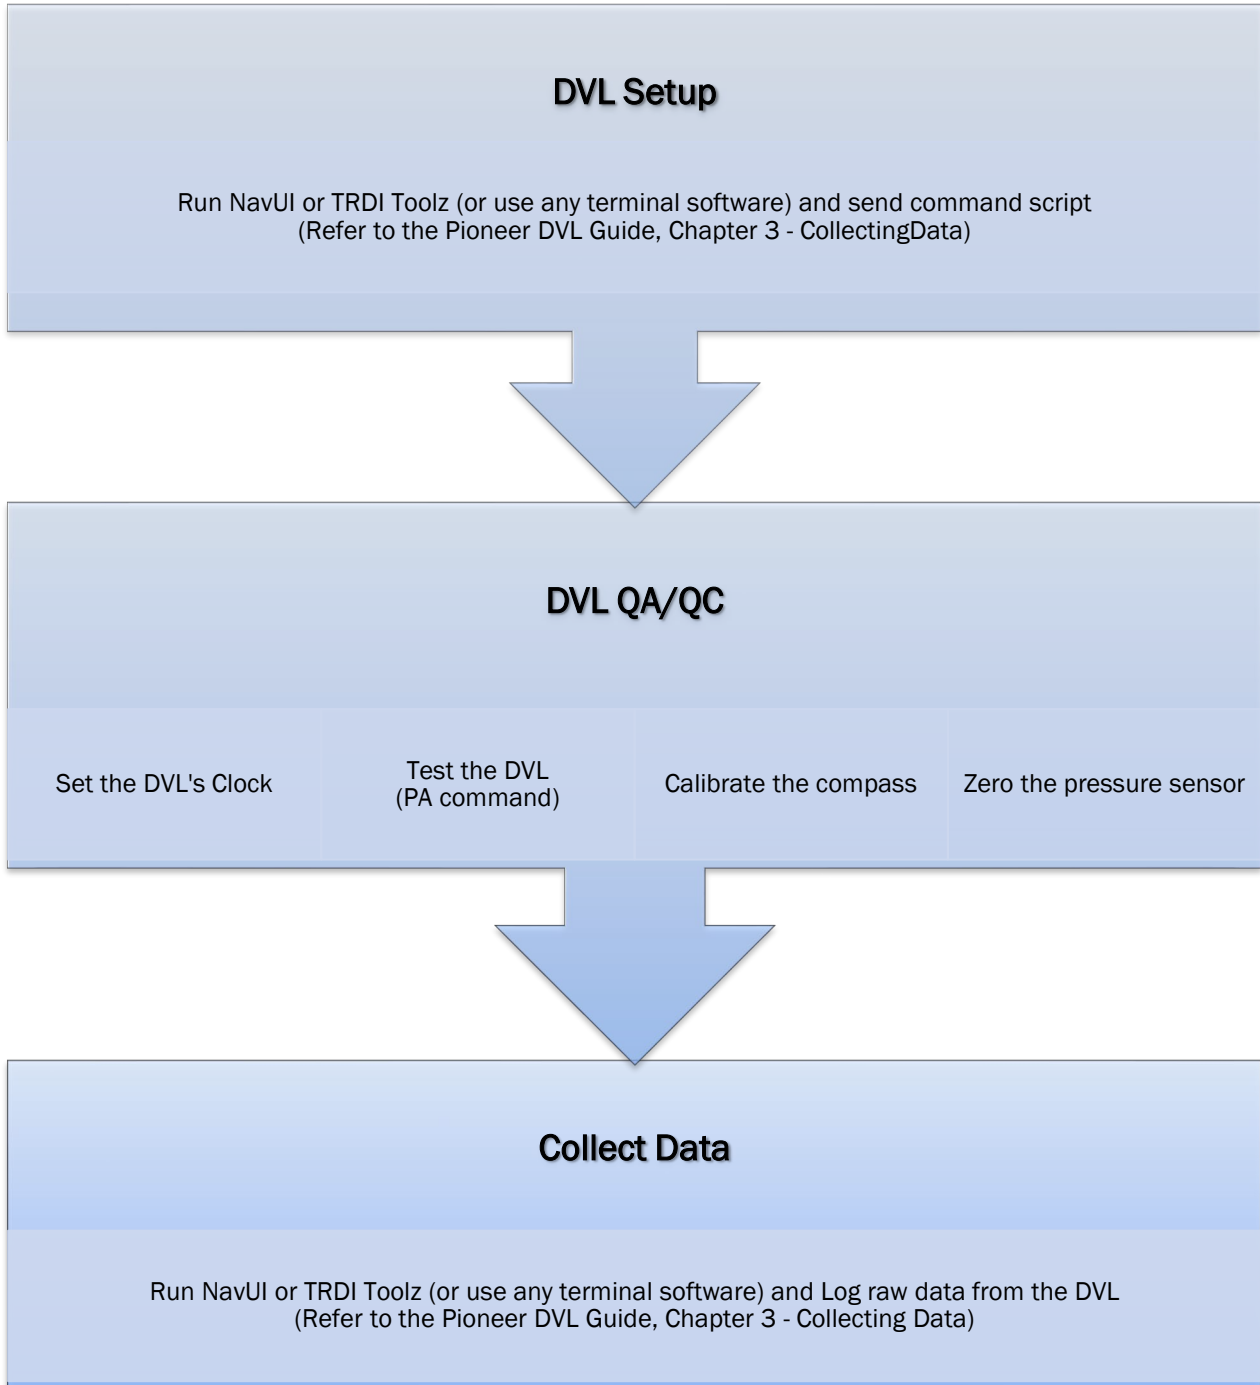 DVL Setup
Run NavUI or TRDI Toolz (or use any terminal software) and send command script
(Refer to the Pioneer DVL Guide, Chapter 3 - CollectingData)
DVL QA/QC
Set the DVL's Clock
Test the DVL
(PA command)
Calibrate the compass
Zero the pressure sensor
Collect Data
Run NavUI or TRDI Toolz (or use any terminal software) and Log raw data from the DVL
(Refer to the Pioneer DVL Guide, Chapter 3 - Collecting Data)